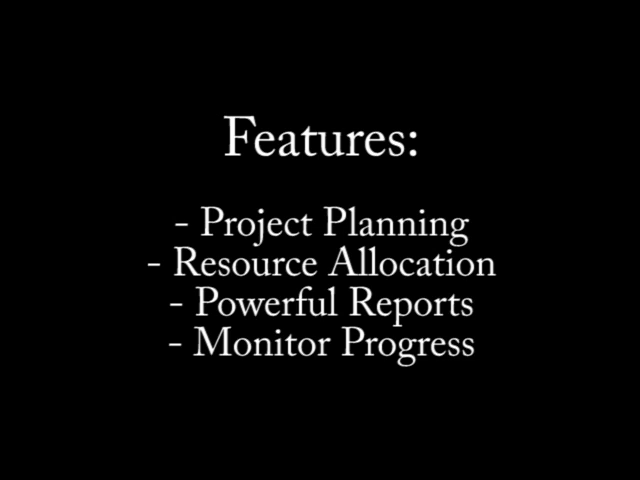 Features:
- Project Planning
- Resource Allocation
- Powerful Reports
- Monitor Progress